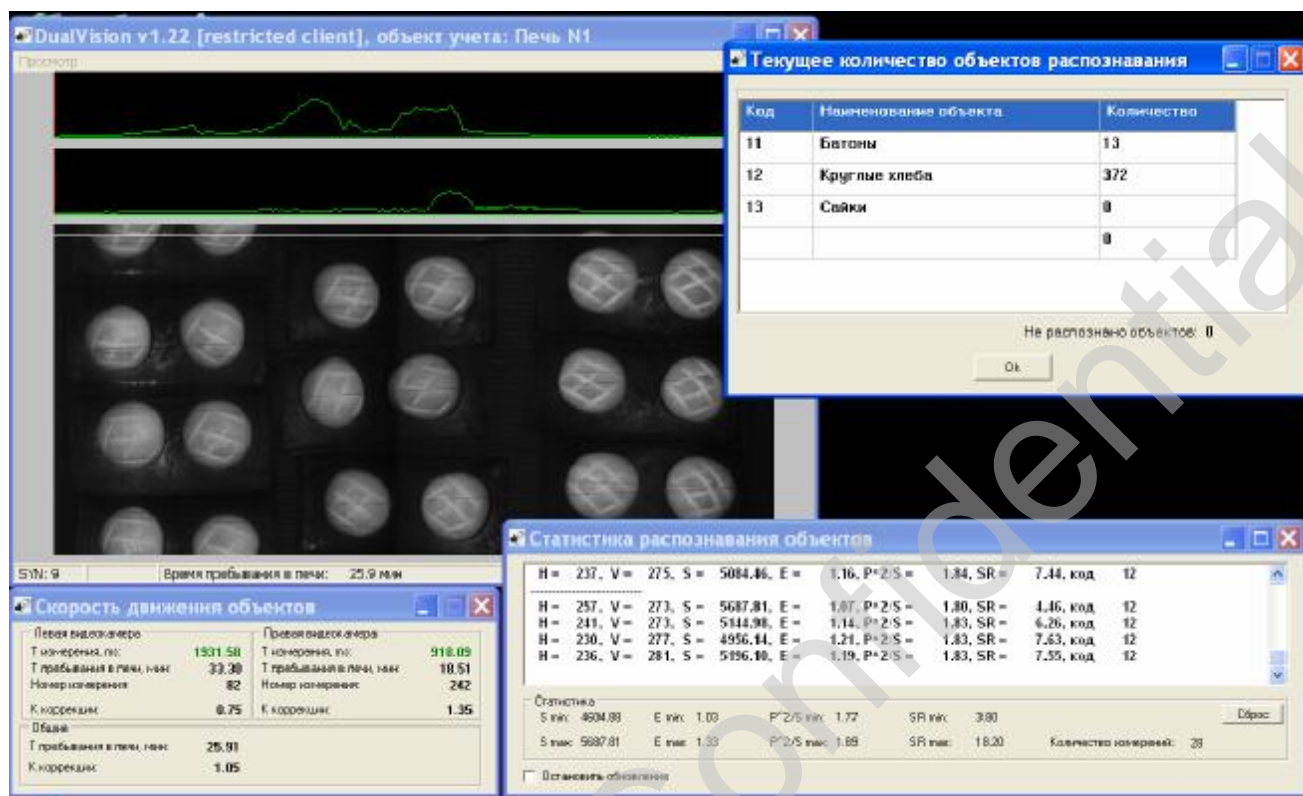 DualVision v1.22 [restricted client], объект учета: Печь N1
Просмотр
Текущее количество объектов распознавания
Код Наименование объекта Количество
11 Батоны 13
12 Круглые хлеба 372
13 Сайки 0
0
Не распознано объектов: 0
Ok
SYN: 9 Время пребывания в печи: 25.9 мин
Скорость движения объектов
Левая видеокамера Правая видеокамера
T измерения, mс: 1931.58 T измерения, mс: 918.09
T пребывания в печи, мин: 33.30 T пребывания в печи, мин: 18.51
Номер измерения: 82 Номер измерения: 242
K коррекции: 0.75 K коррекции: 1.35
Общие
T пребывания в печи, мин: 25.91
K коррекции: 1.05
Статистика распознавания объектов
H = 237, V = 275, S = 5084.46, E = 1.16, P^2/S = 1.84, SR = 7.44, код 12
H = 257, V = 273, S = 5687.81, E = 1.07, P^2/S = 1.80, SR = 4.46, код 12
H = 241, V = 273, S = 5144.98, E = 1.14, P^2/S = 1.83, SR = 6.26, код 12
H = 230, V = 277, S = 4956.14, E = 1.21, P^2/S = 1.83, SR = 7.63, код 12
H = 236, V = 281, S = 5196.10, E = 1.19, P^2/S = 1.83, SR = 7.55, код 12
Статистика
S min: 4604.88 E min: 1.03 P^2/S min: 1.77 SR min: 3.80 Сброс
S max: 5687.81 E max: 1.33 P^2/S max: 1.89 SR max: 18.20 Количество измерений: 28
Остановить обновление
Confidential